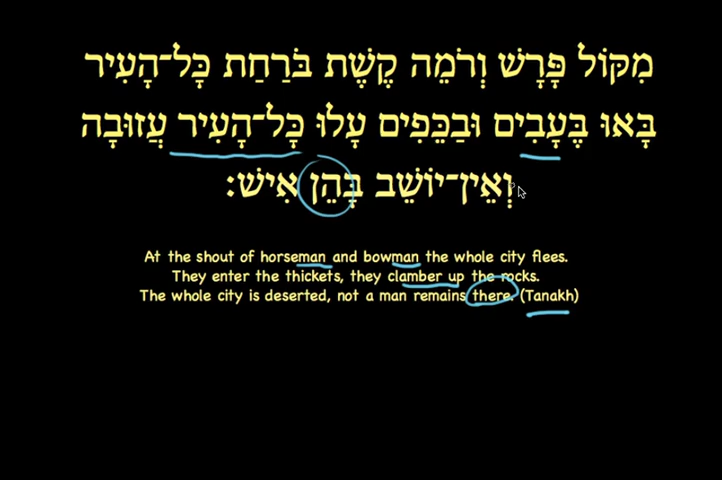 מִקּוֹל פָּרָשׁ וְרֹמֵה קֶשֶׁת בֹּרַחַת כָּל־הָעִיר
בָּאוּ בֶּעָבִים וּבַכֵּפִים עָלוּ כָּל־הָעִיר עֲזוּבָה
וְאֵין־יוֹשֵׁב בָּהֵן אִישׁ׃
At the shout of horseman and bowman the whole city flees.
They enter the thickets, they clamber up the rocks.
The whole city is deserted, not a man remains there. (Tanakh)